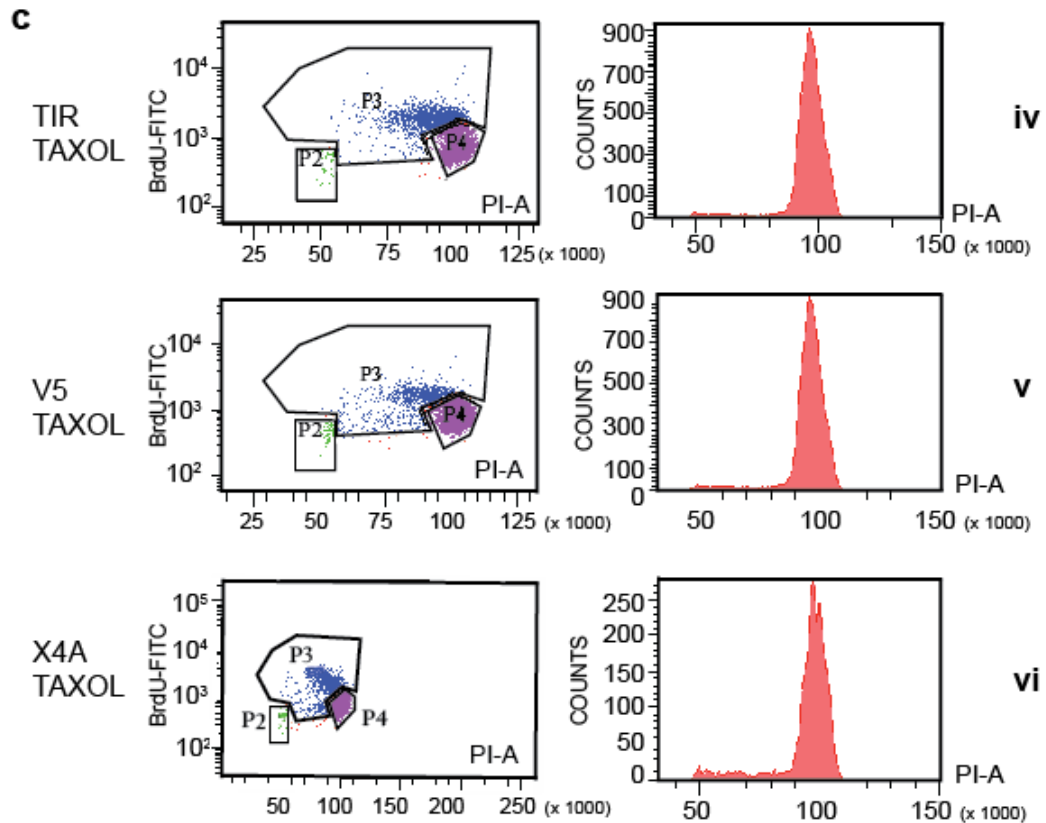 c
TIR
TAXOL
BrdU-FITC
10⁴
10³
10²
P3
P2
P4
PI-A
25 50 75 100 125 (x 1000)
COUNTS
900
700
500
300
100
0
PI-A
50 100 150 (x 1000)
iv
V5
TAXOL
BrdU-FITC
10⁴
10³
10²
P3
P2
P4
PI-A
25 50 75 100 125 (x 1000)
COUNTS
900
700
500
300
100
0
PI-A
50 100 150 (x 1000)
v
X4A
TAXOL
BrdU-FITC
10⁵
10⁴
10³
10²
P3
P2
P4
PI-A
50 100 150 200 250 (x 1000)
COUNTS
250
200
150
100
50
0
PI-A
50 100 150 (x 1000)
vi